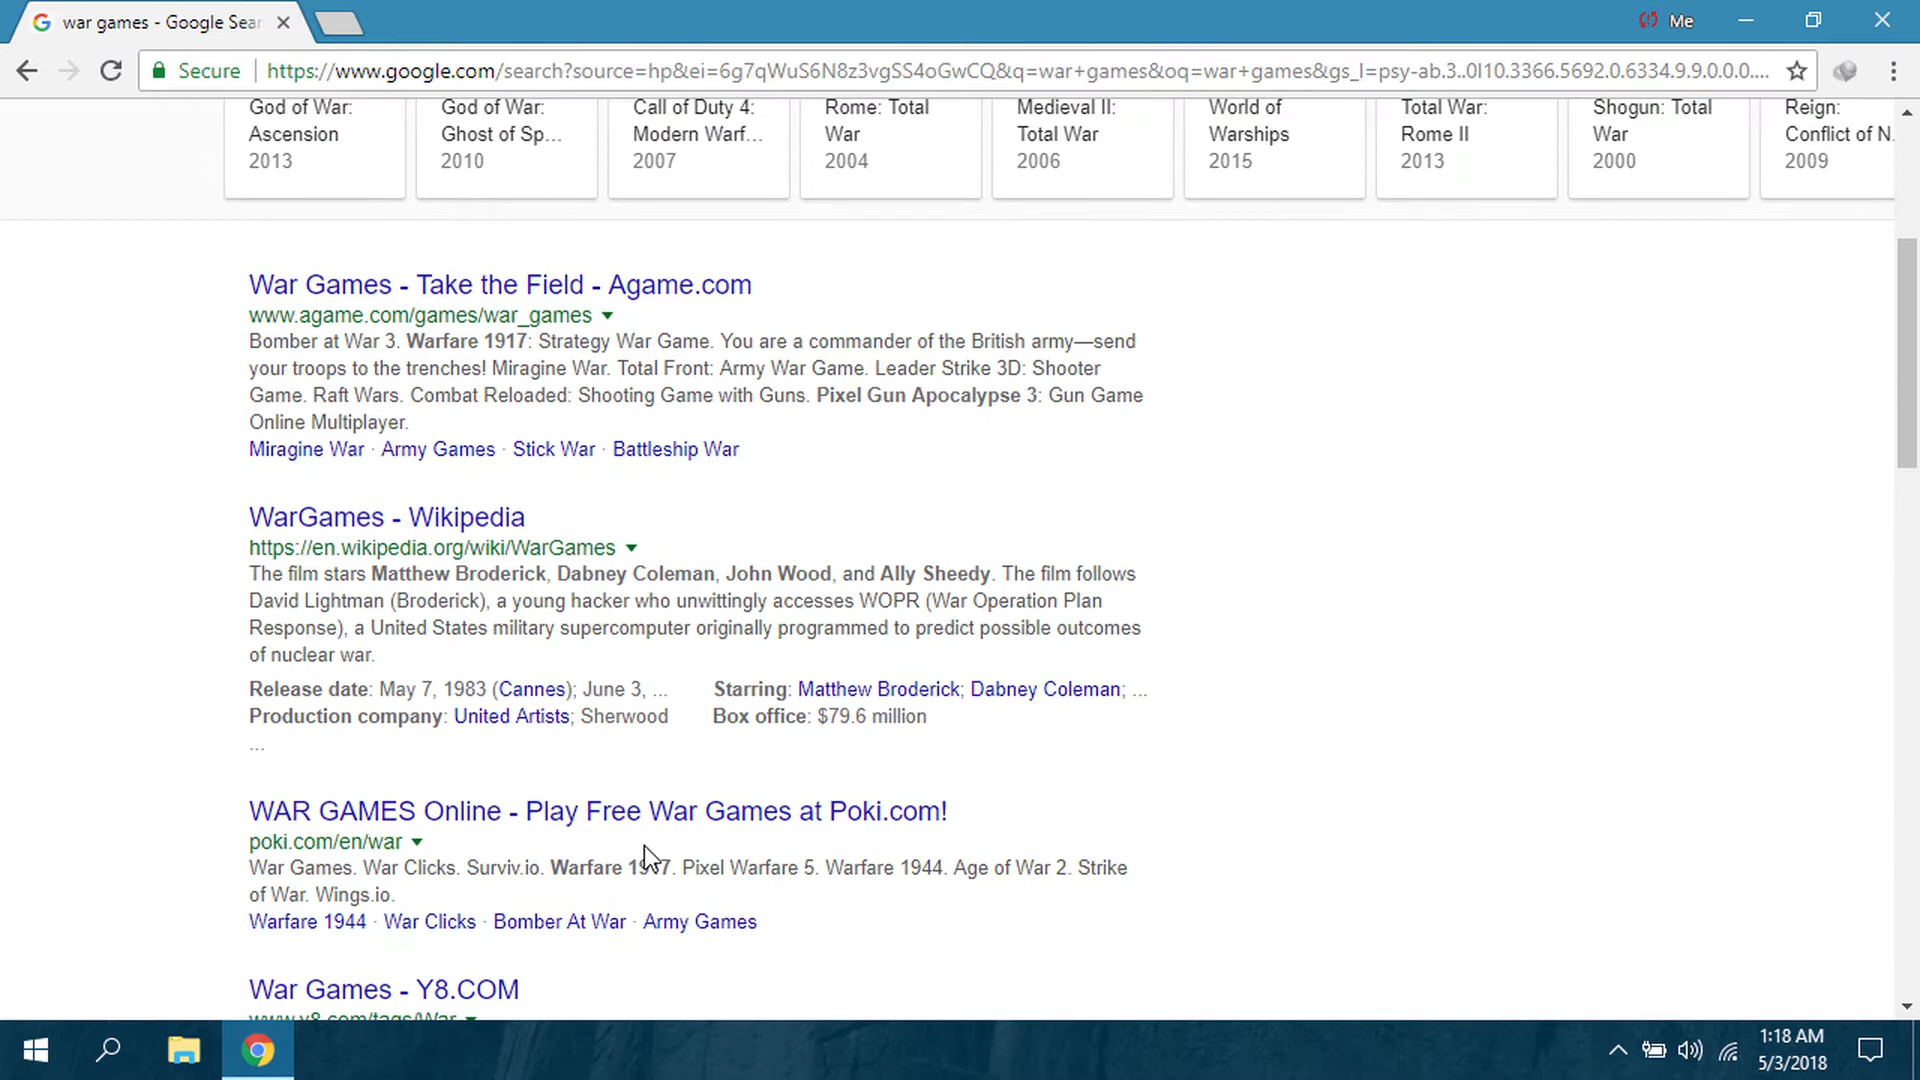 war games - Google Sear
Me
Secure
https://www.google.com/search?source=hp&ei=6g7qWuS6N8z3vgSS4oGwCQ&q=war+games&oq=war+games&gs_l=psy-ab.3..0l10.3366.5692.0.6334.9.9.0.0.0....
God of War:
Ascension
2013
God of War:
Ghost of Sp...
2010
Call of Duty 4:
Modern Warf...
2007
Rome: Total
War
2004
Medieval II:
Total War
2006
World of
Warships
2015
Total War:
Rome II
2013
Shogun: Total
War
2000
Reign:
Conflict of N.
2009
War Games - Take the Field - Agame.com
www.agame.com/games/war_games
Bomber at War 3. Warfare 1917: Strategy War Game. You are a commander of the British army—send
your troops to the trenches! Miragine War. Total Front: Army War Game. Leader Strike 3D: Shooter
Game. Raft Wars. Combat Reloaded: Shooting Game with Guns. Pixel Gun Apocalypse 3: Gun Game
Online Multiplayer.
Miragine War · Army Games · Stick War · Battleship War
WarGames - Wikipedia
https://en.wikipedia.org/wiki/WarGames
The film stars Matthew Broderick, Dabney Coleman, John Wood, and Ally Sheedy. The film follows
David Lightman (Broderick), a young hacker who unwittingly accesses WOPR (War Operation Plan
Response), a United States military supercomputer originally programmed to predict possible outcomes
of nuclear war.
Release date: May 7, 1983 (Cannes); June 3, ...
Starring: Matthew Broderick; Dabney Coleman; ...
Production company: United Artists; Sherwood
Box office: $79.6 million
...
WAR GAMES Online - Play Free War Games at Poki.com!
poki.com/en/war
War Games. War Clicks. Surviv.io. Warfare 1917. Pixel Warfare 5. Warfare 1944. Age of War 2. Strike
of War. Wings.io.
Warfare 1944 · War Clicks · Bomber At War · Army Games
War Games - Y8.COM
www.y8.com/tags/War
1:18 AM
5/3/2018